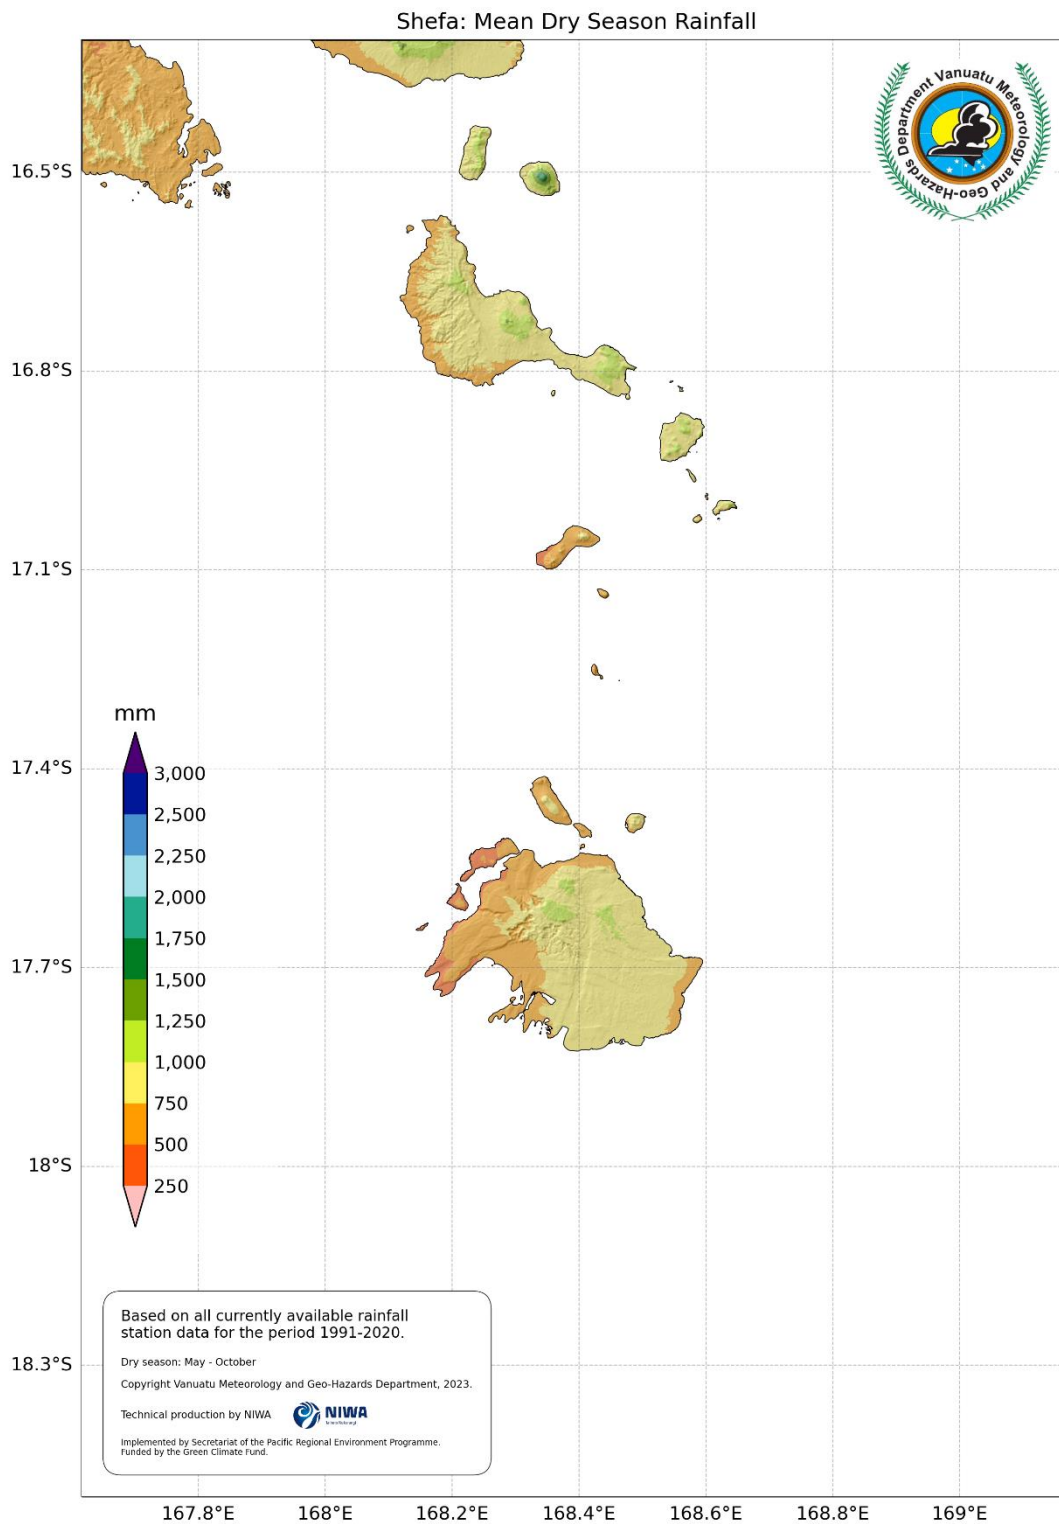 Shefa: Mean Dry Season Rainfall
Vanuatu Meteorology and Geo-Hazards Department
16.5°S
16.8°S
17.1°S
17.4°S
17.7°S
18°S
18.3°S
mm
3,000
2,500
2,250
2,000
1,750
1,500
1,250
1,000
750
500
250
Based on all currently available rainfall
station data for the period 1991-2020.
Dry season: May - October
Copyright Vanuatu Meteorology and Geo-Hazards Department, 2023.
Technical production by NIWA
NIWA
Implemented by Secretariat of the Pacific Regional Environment Programme.
Funded by the Green Climate Fund.
167.8°E 168°E 168.2°E 168.4°E 168.6°E 168.8°E 169°E